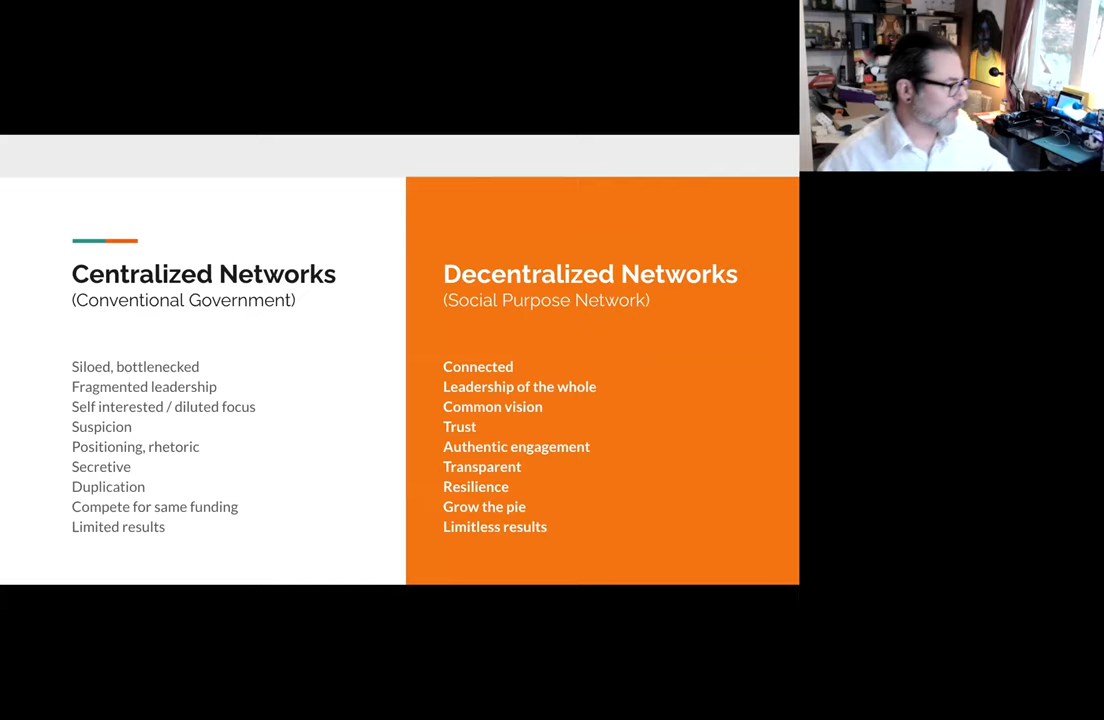 Centralized Networks
(Conventional Government)
Siloed, bottlenecked
Fragmented leadership
Self interested / diluted focus
Suspicion
Positioning, rhetoric
Secretive
Duplication
Compete for same funding
Limited results
Decentralized Networks
(Social Purpose Network)
Connected
Leadership of the whole
Common vision
Trust
Authentic engagement
Transparent
Resilience
Grow the pie
Limitless results